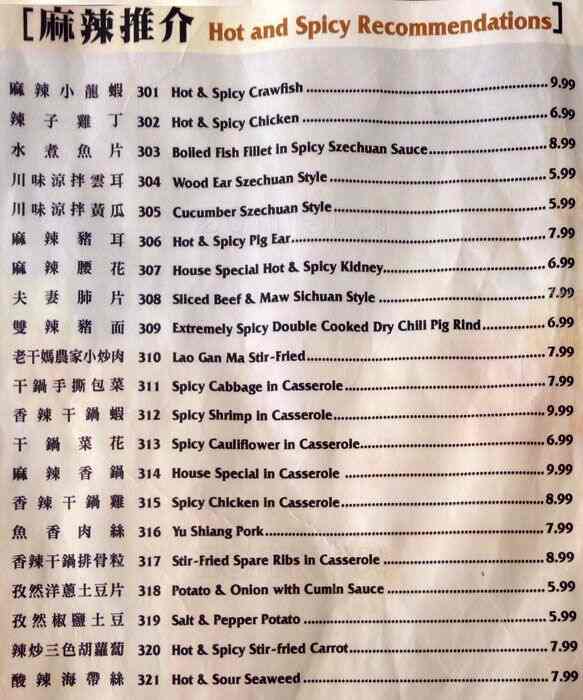 [麻辣推介 Hot and Spicy Recommendations]
麻辣小龍蝦 301 Hot & Spicy Crawfish 9.99
辣子雞丁 302 Hot & Spicy Chicken 6.99
水煮魚片 303 Boiled Fish Fillet in Spicy Szechuan Sauce 8.99
川味涼拌雲耳 304 Wood Ear Szechuan Style 5.99
川味涼拌黃瓜 305 Cucumber Szechuan Style 5.99
麻辣豬耳 306 Hot & Spicy Pig Ear 7.99
麻辣腰花 307 House Special Hot & Spicy Kidney 6.99
夫妻肺片 308 Sliced Beef & Maw Sichuan Style 7.99
雙辣豬面 309 Extremely Spicy Double Cooked Dry Chili Pig Rind 6.99
老干媽農家小炒肉 310 Lao Gan Ma Stir-Fried 7.99
干鍋手撕包菜 311 Spicy Cabbage in Casserole 7.99
香辣干鍋蝦 312 Spicy Shrimp in Casserole 9.99
干鍋菜花 313 Spicy Cauliflower in Casserole 6.99
麻辣香鍋 314 House Special in Casserole 9.99
香辣干鍋雞 315 Spicy Chicken in Casserole 8.99
魚香肉絲 316 Yu Shiang Pork 7.99
香辣干鍋排骨粒 317 Stir-Fried Spare Ribs in Casserole 8.99
孜然洋蔥土豆片 318 Potato & Onion with Cumin Sauce 5.99
孜然椒鹽土豆 319 Salt & Pepper Potato 5.99
辣炒三色胡蘿蔔 320 Hot & Spicy Stir-fried Carrot 7.99
酸辣海帶絲 321 Hot & Sour Seaweed 7.99